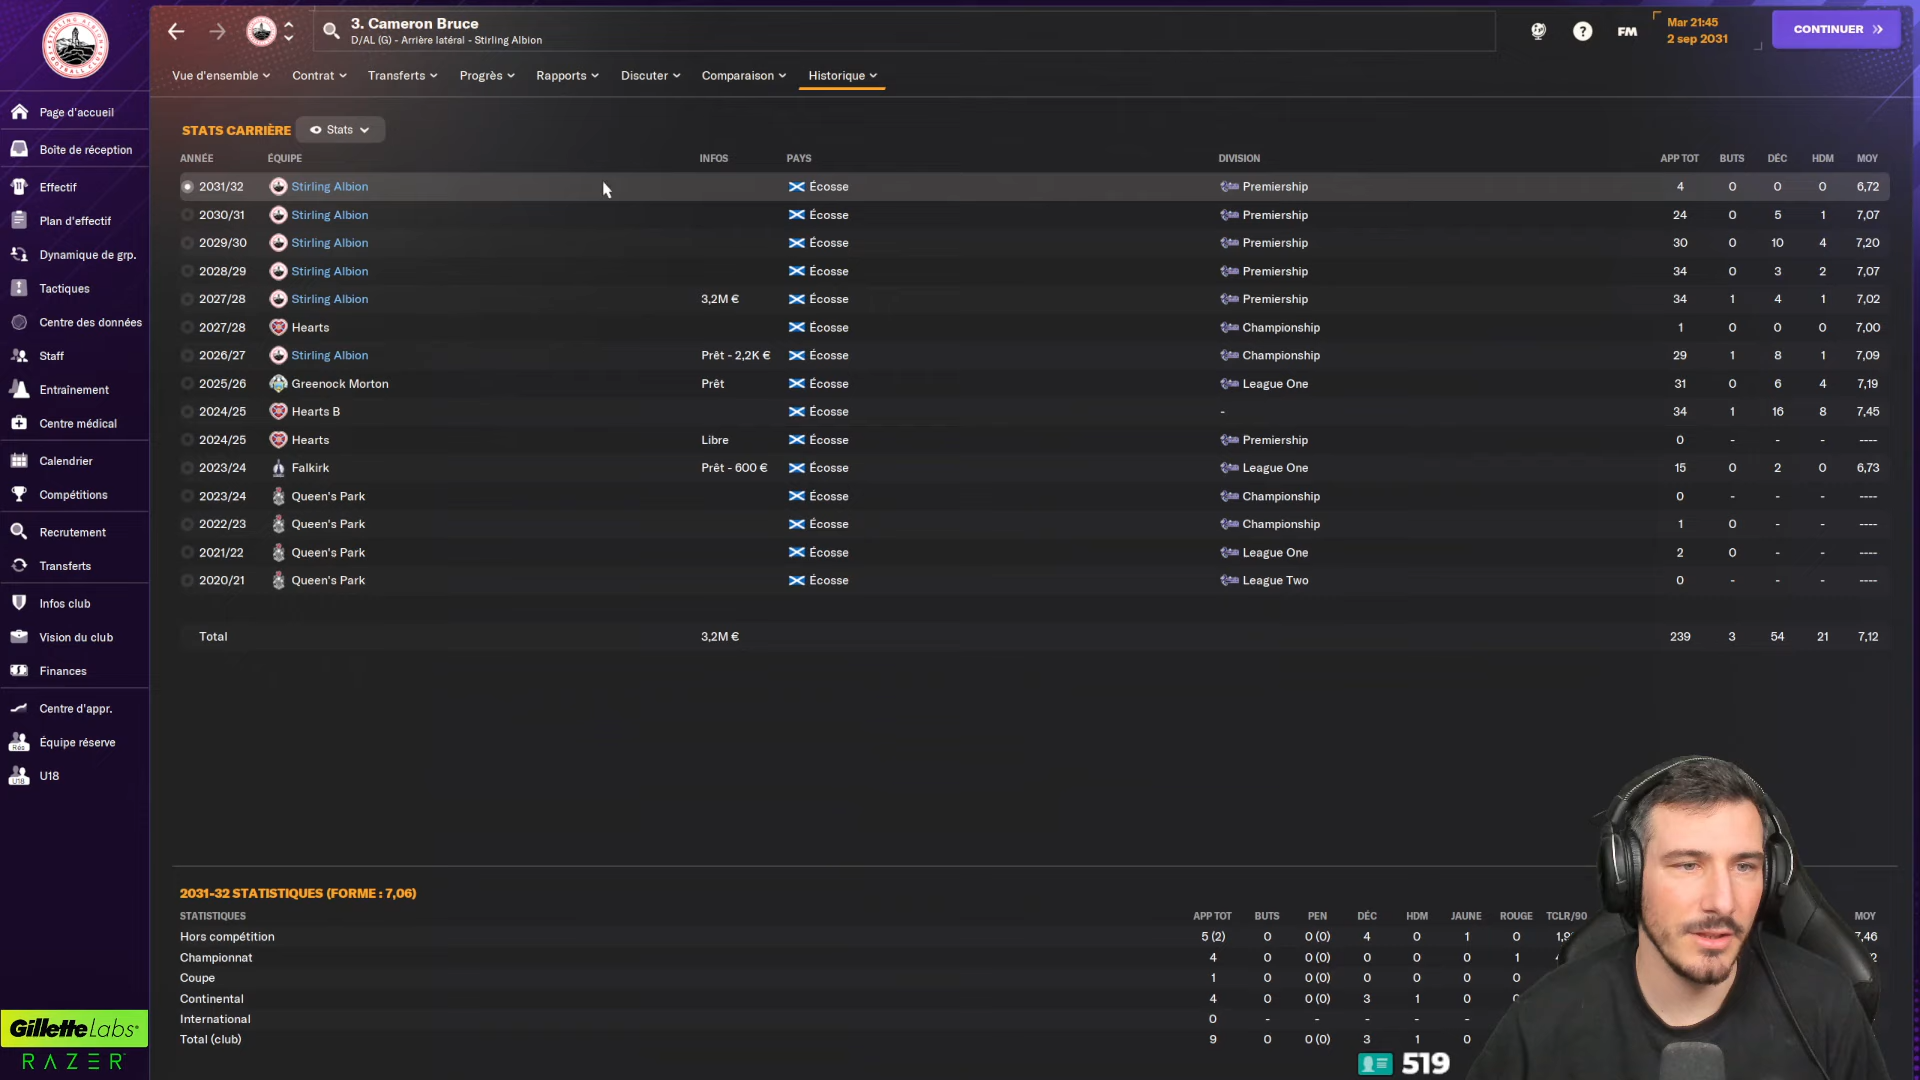 3. Cameron Bruce
D/AL (G) - Arrière latéral - Stirling Albion
FM
Mar 21:45
2 sep 2031
CONTINUER
Vue d'ensemble Contrat Transferts Progrès Rapports Discuter Comparaison Historique
Page d'accueil
Boîte de réception
Effectif
Plan d'effectif
Dynamique de grp.
Tactiques
Centre des données
Staff
Entraînement
Centre médical
Calendrier
Compétitions
Recrutement
Transferts
Infos club
Vision du club
Finances
Centre d'appr.
Équipe réserve
U18
STATS CARRIÈRE Stats
ANNÉE ÉQUIPE INFOS PAYS DIVISION APP TOT BUTS DÉC HDM MOY
2031/32 Stirling Albion Écosse Premiership 4 0 0 0 6,72
2030/31 Stirling Albion Écosse Premiership 24 0 5 1 7,07
2029/30 Stirling Albion Écosse Premiership 30 0 10 4 7,20
2028/29 Stirling Albion Écosse Premiership 34 0 3 2 7,07
2027/28 Stirling Albion 3,2M € Écosse Premiership 34 1 4 1 7,02
2027/28 Hearts Écosse Championship 1 0 0 0 7,00
2026/27 Stirling Albion Prêt - 2,2K € Écosse Championship 29 1 8 1 7,09
2025/26 Greenock Morton Prêt Écosse League One 31 0 6 4 7,19
2024/25 Hearts B Écosse - 34 1 16 8 7,45
2024/25 Hearts Libre Écosse Premiership 0 - - - ----
2023/24 Falkirk Prêt - 600 € Écosse League One 15 0 2 0 6,73
2023/24 Queen's Park Écosse Championship 0 - - - ----
2022/23 Queen's Park Écosse Championship 1 0 - - ----
2021/22 Queen's Park Écosse League One 2 0 - - ----
2020/21 Queen's Park Écosse League Two 0 - - - ----
Total 3,2M € 239 3 54 21 7,12
2031-32 STATISTIQUES (FORME : 7,06)
STATISTIQUES APP TOT BUTS PEN DÉC HDM JAUNE ROUGE TCLR/90 MOY
Hors compétition 5 (2) 0 0 (0) 4 0 1 0 7,46
Championnat 4 0 0 (0) 0 0 0 1
Coupe 1 0 0 (0) 0 0 0 0
Continental 4 0 0 (0) 3 1 0
International 0 - - - - -
Total (club) 9 0 0 (0) 3 1 0
519
Gillette Labs
RAZER